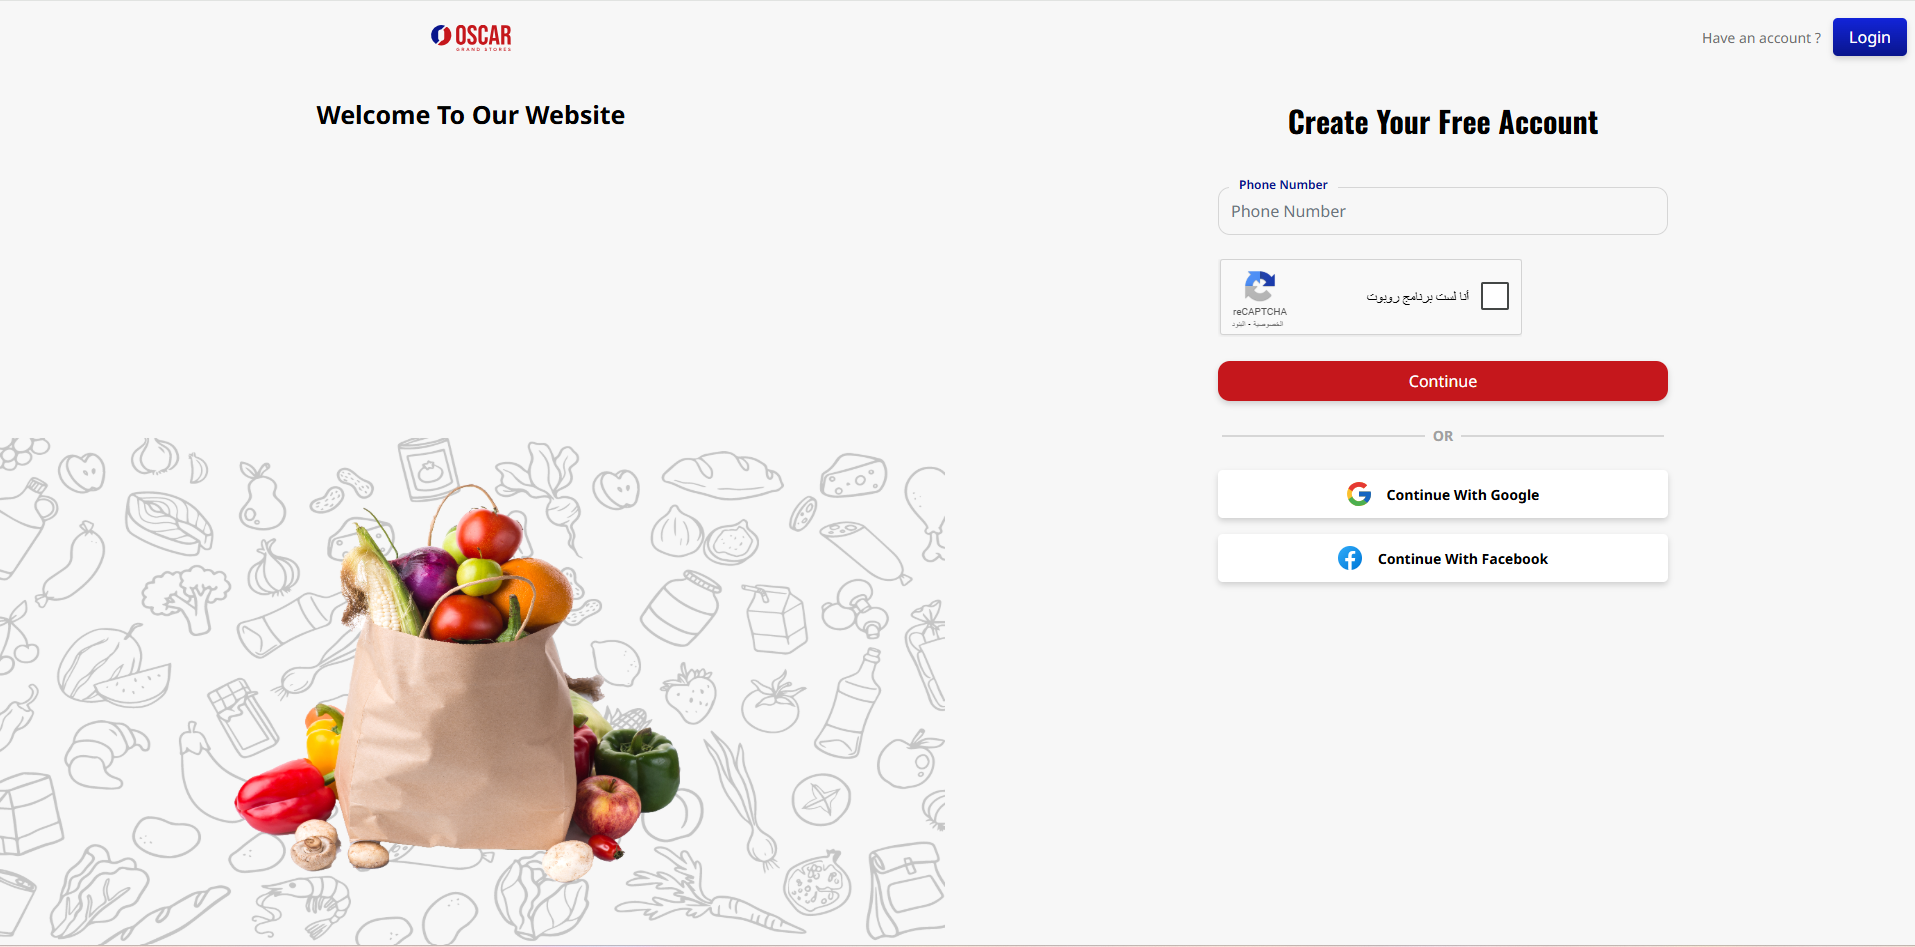 OSCAR
GRAND STORES
Have an account ?
Login
Welcome To Our Website
Create Your Free Account
Phone Number
Phone Number
أنا لست برنامج روبوت
reCAPTCHA
الخصوصية - البنود
Continue
OR
Continue With Google
Continue With Facebook